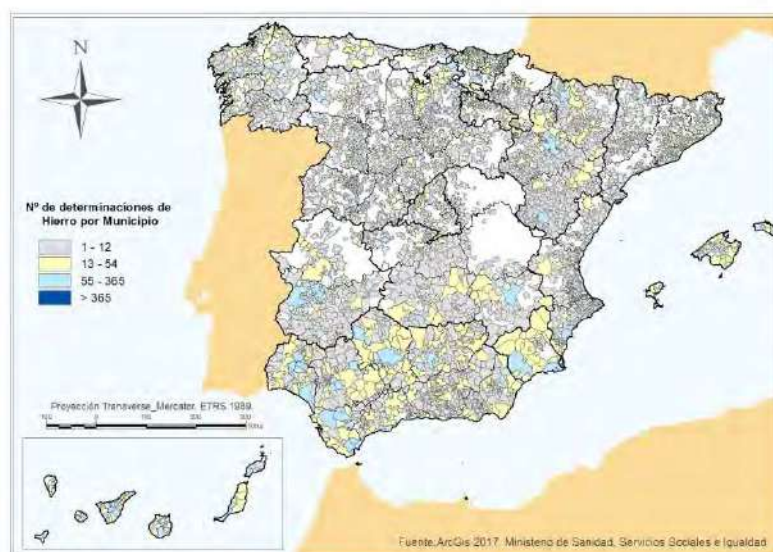 N
Nº de determinaciones de
Hierro por Municipio
1 - 12
13 - 54
55 - 365
> 365
Proyección Transverse_Mercator. ETRS 1989.
Fuente:ArcGis 2017. Ministerio de Sanidad, Servicios Sociales e Igualdad